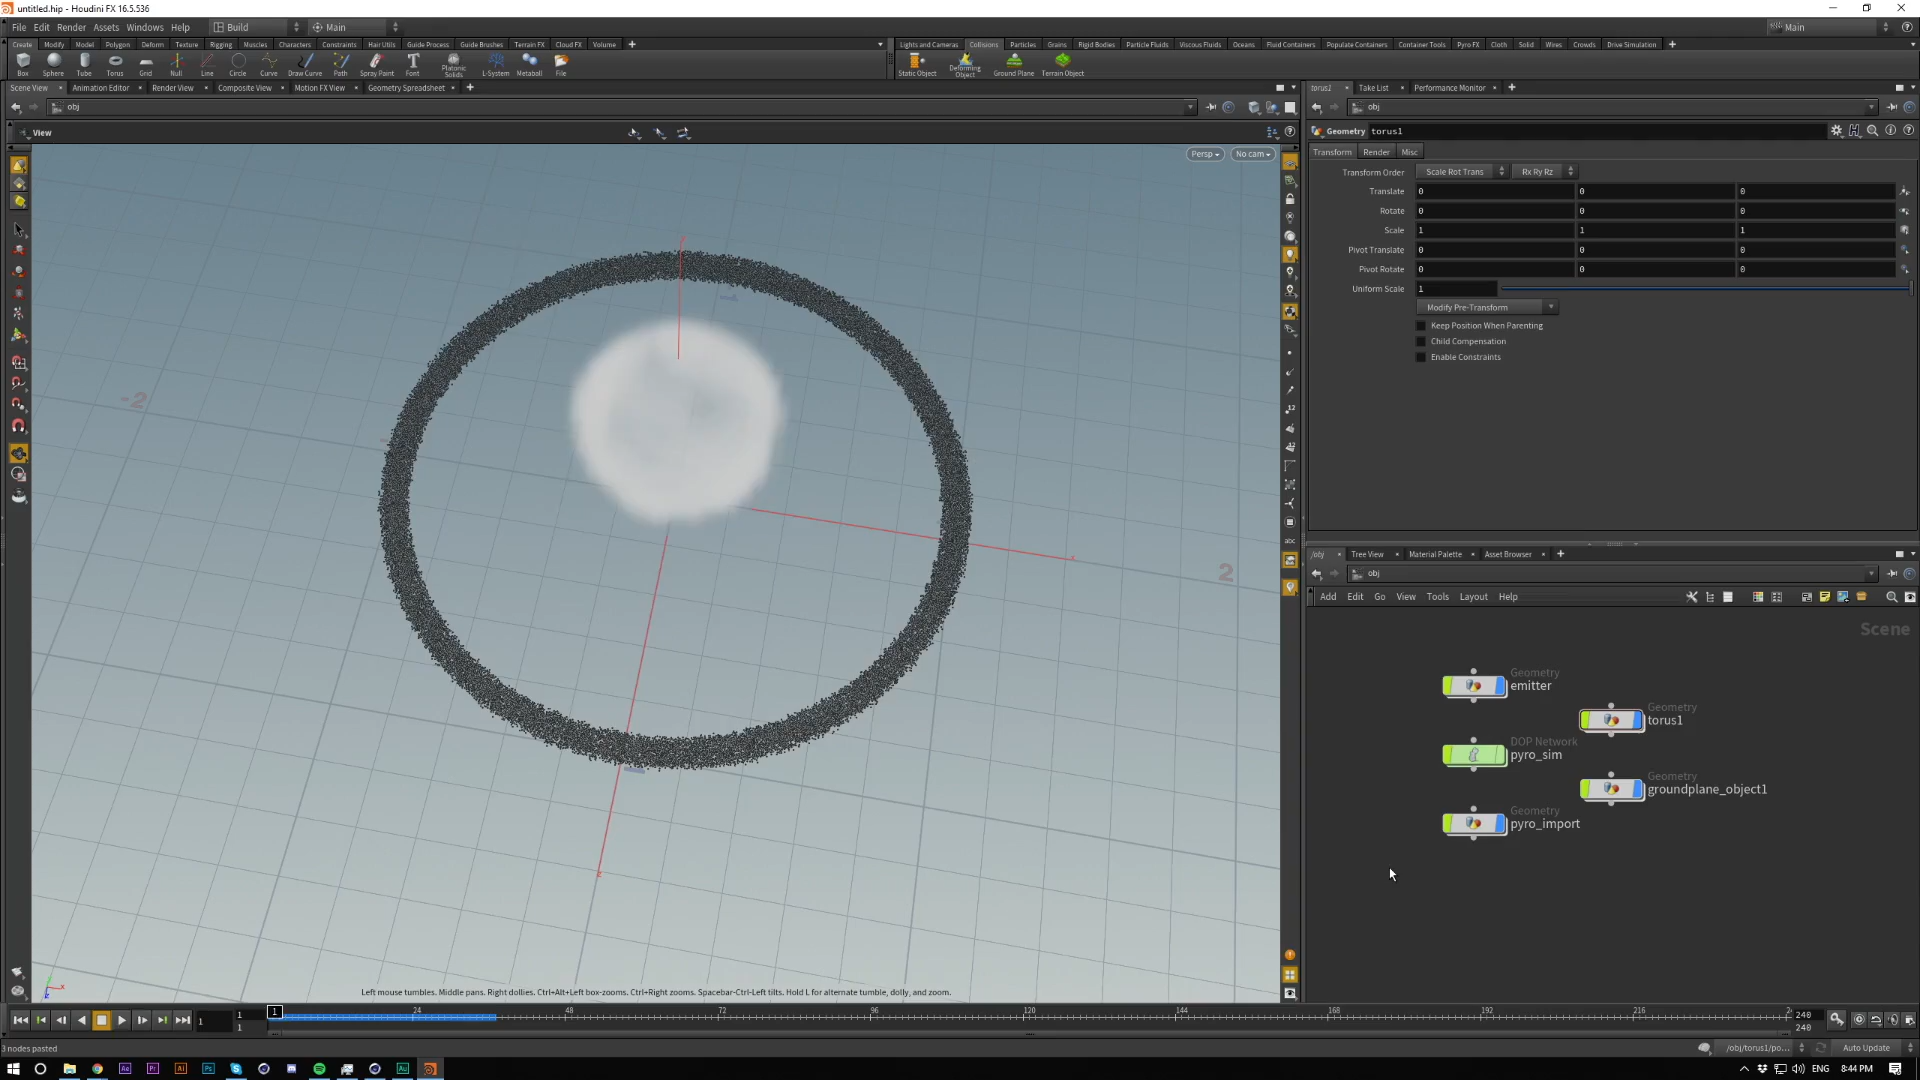 untitled.hip - Houdini FX 16.5.536
File Edit Render Assets Windows Help Build Main Main
Create Modify Model Polygon Deform Texture Rigging Muscles Characters Constraints Hair Utils Guide Process Guide Brushes Terrain FX Cloud FX Volume
Lights and Cameras Collisions Particles Grains Rigid Bodies Particle Fluids Viscous Fluids Oceans Fluid Containers Populate Containers Container Tools Pyro FX Cloth Solid Wires Crowds Drive Simulation
Box Sphere Tube Torus Grid Null Line Circle Curve Draw Curve Path Spray Paint Font Platonic Solids L-System Metaball File
Static Object Deforming Object Ground Plane Terrain Object
Scene View Animation Editor Render View Composite View Motion FX View Geometry Spreadsheet
torus1 Take List Performance Monitor
obj
obj
View
Geometry torus1
Persp No cam
Transform Render Misc
Transform Order Scale Rot Trans Rx Ry Rz
Translate 0 0 0
Rotate 0 0 0
Scale 1 1 1
Pivot Translate 0 0 0
Pivot Rotate 0 0 0
Uniform Scale 1
Modify Pre-Transform
Keep Position When Parenting
Child Compensation
Enable Constraints
-2
2
12
abc
/obj Tree View Material Palette Asset Browser
obj
Add Edit Go View Tools Layout Help
Scene
Geometry
emitter
Geometry
torus1
DOP Network
pyro_sim
Geometry
groundplane_object1
Geometry
pyro_import
Left mouse tumbles. Middle pans. Right dollies. Ctrl+Alt+Left box-zooms. Ctrl+Right zooms. Spacebar-Ctrl-Left tilts. Hold L for alternate tumble, dolly, and zoom.
1 1 1 1 24 48 72 96 120 144 168 192 216 2 240 240
3 nodes pasted
/obj/torus1/po... Auto Update
ENG 8:44 PM